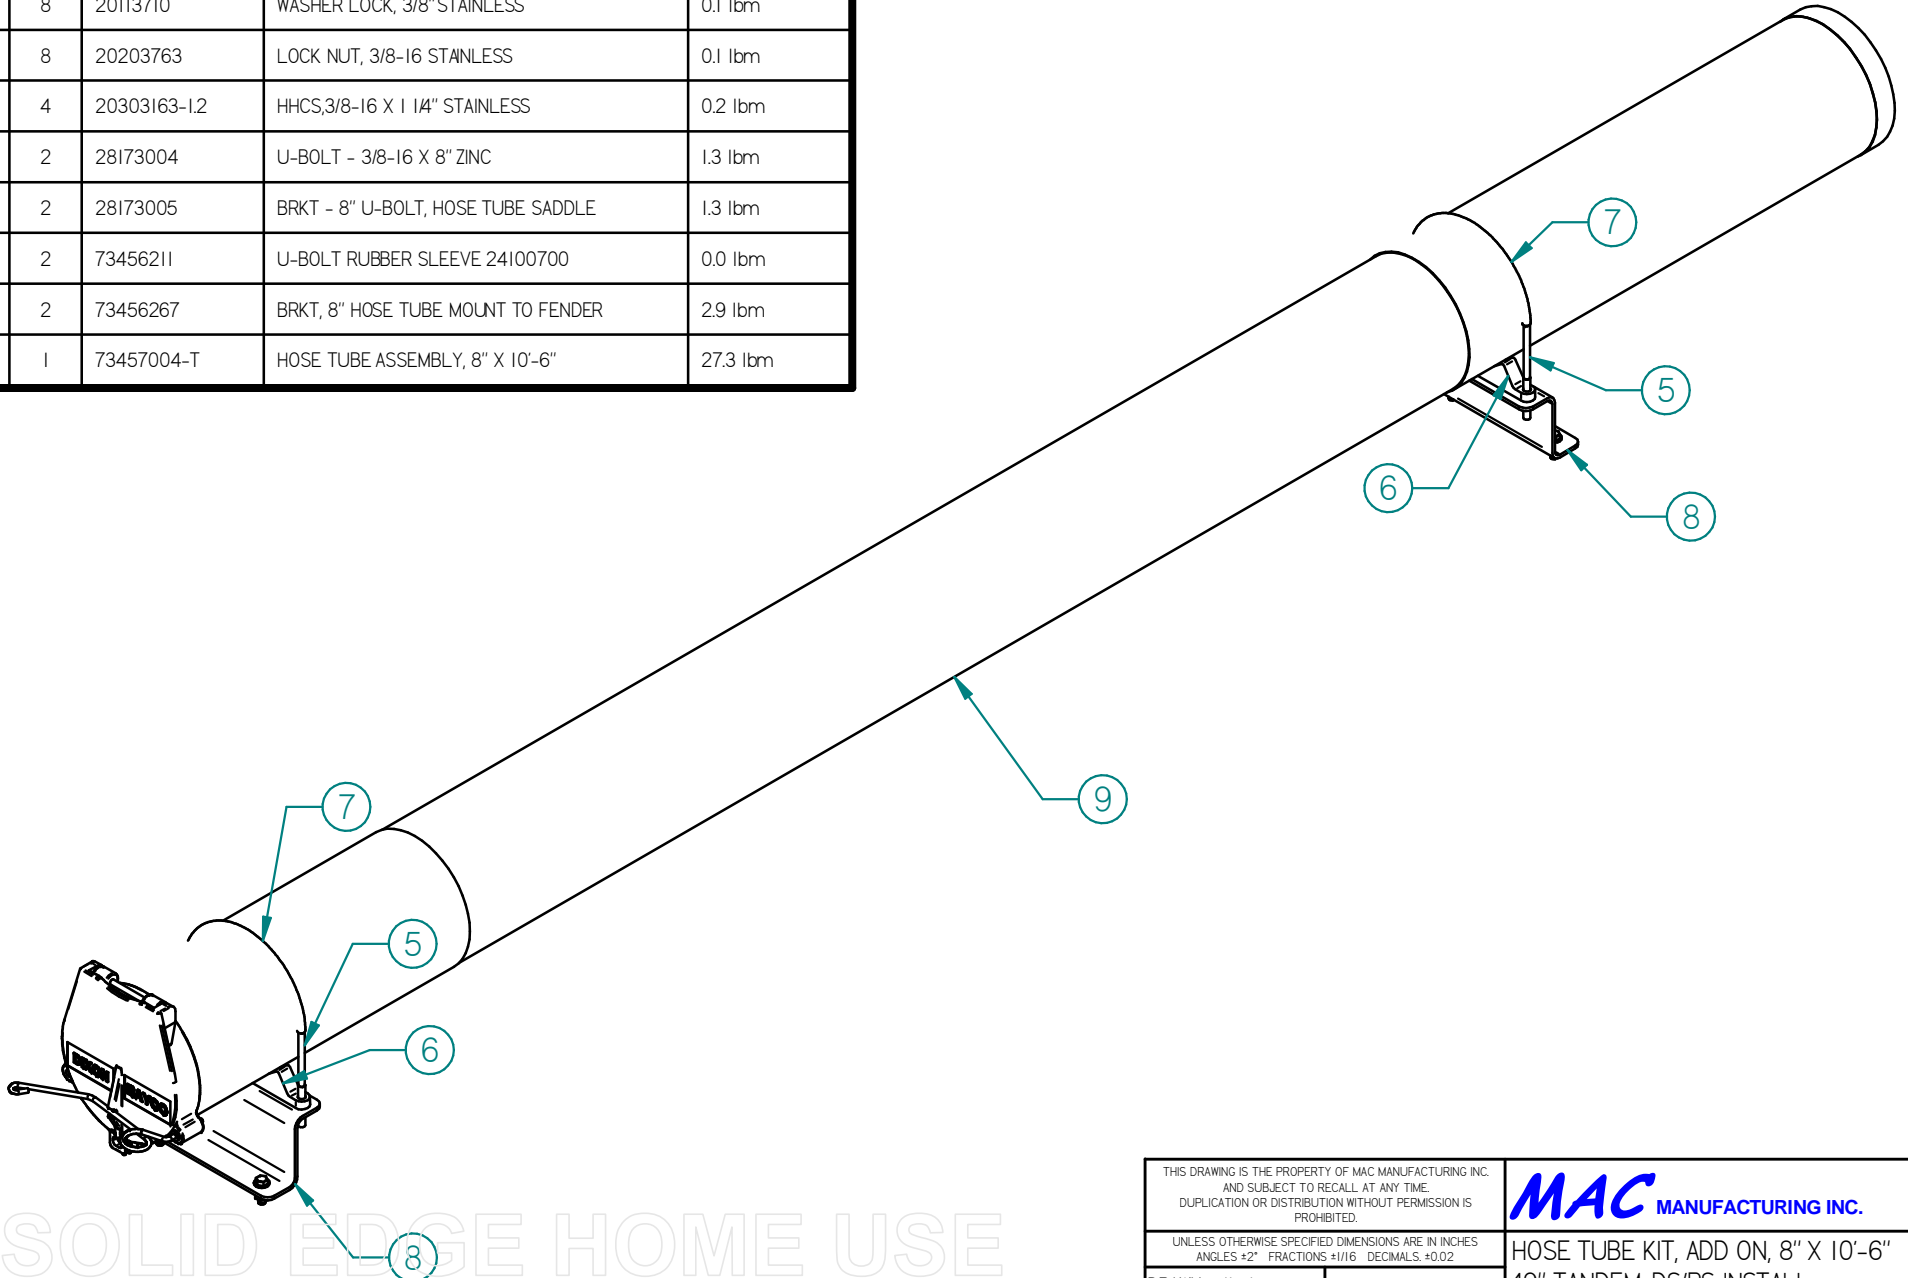 8 20113710 WASHER LOCK, 3/8" STAINLESS 0.1 lbm
8 20203763 LOCK NUT, 3/8-16 STAINLESS 0.1 lbm
4 20303163-1.2 HHCS,3/8-16 X 1 1/4" STAINLESS 0.2 lbm
2 28173004 U-BOLT - 3/8-16 X 8" ZINC 1.3 lbm
2 28173005 BRKT - 8" U-BOLT, HOSE TUBE SADDLE 1.3 lbm
2 73456211 U-BOLT RUBBER SLEEVE 24100700 0.0 lbm
2 73456267 BRKT, 8" HOSE TUBE MOUNT TO FENDER 2.9 lbm
1 73457004-T HOSE TUBE ASSEMBLY, 8" X 10'-6" 27.3 lbm
7
5
6
8
9
7
5
6
8
SOLID EDGE HOME USE
THIS DRAWING IS THE PROPERTY OF MAC MANUFACTURING INC.
AND SUBJECT TO RECALL AT ANY TIME.
DUPLICATION OR DISTRIBUTION WITHOUT PERMISSION IS
PROHIBITED.
UNLESS OTHERWISE SPECIFIED DIMENSIONS ARE IN INCHES
ANGLES ±2° FRACTIONS ±1/16 DECIMALS. ±0.02
MAC MANUFACTURING INC.
HOSE TUBE KIT, ADD ON, 8" X 10'-6"